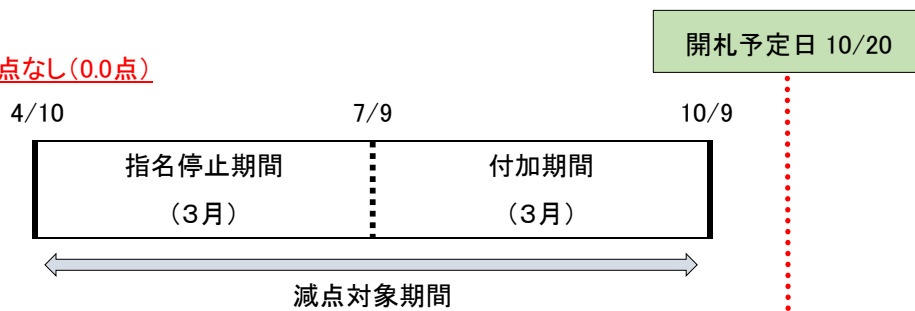 開札予定日 10/20
点なし(0.0点)
4/10 7/9 10/9
指名停止期間 付加期間
(3月) (3月)
減点対象期間